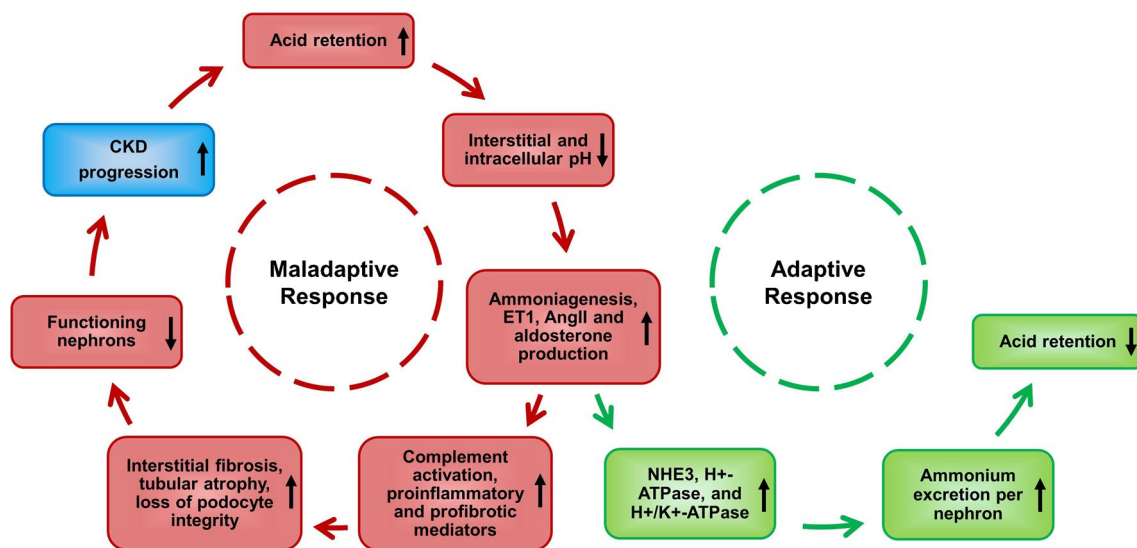 Acid retention
CKD
progression
Interstitial and
intracellular pH
Maladaptive
Response
Adaptive
Response
Ammoniagenesis,
ET1, AngII and
aldosterone
production
Functioning
nephrons
Acid retention
Interstitial fibrosis,
tubular atrophy,
loss of podocyte
integrity
Complement
activation,
proinflammatory
and profibrotic
mediators
NHE3, H+-
ATPase, and
H+/K+-ATPase
Ammonium
excretion per
nephron